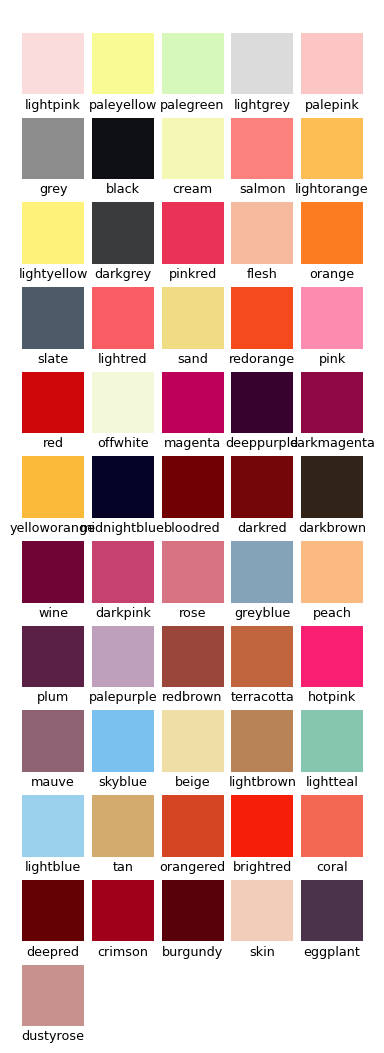 lightpink paleyellow palegreen lightgrey palepink
grey black cream salmon lightorange
lightyellow darkgrey pinkred flesh orange
slate lightred sand redorange pink
red offwhite magenta deeppurple darkmagenta
yelloworange midnightblue bloodred darkred darkbrown
wine darkpink rose greyblue peach
plum palepurple redbrown terracotta hotpink
mauve skyblue beige lightbrown lightteal
lightblue tan orangered brightred coral
deepred crimson burgundy skin eggplant
dustyrose